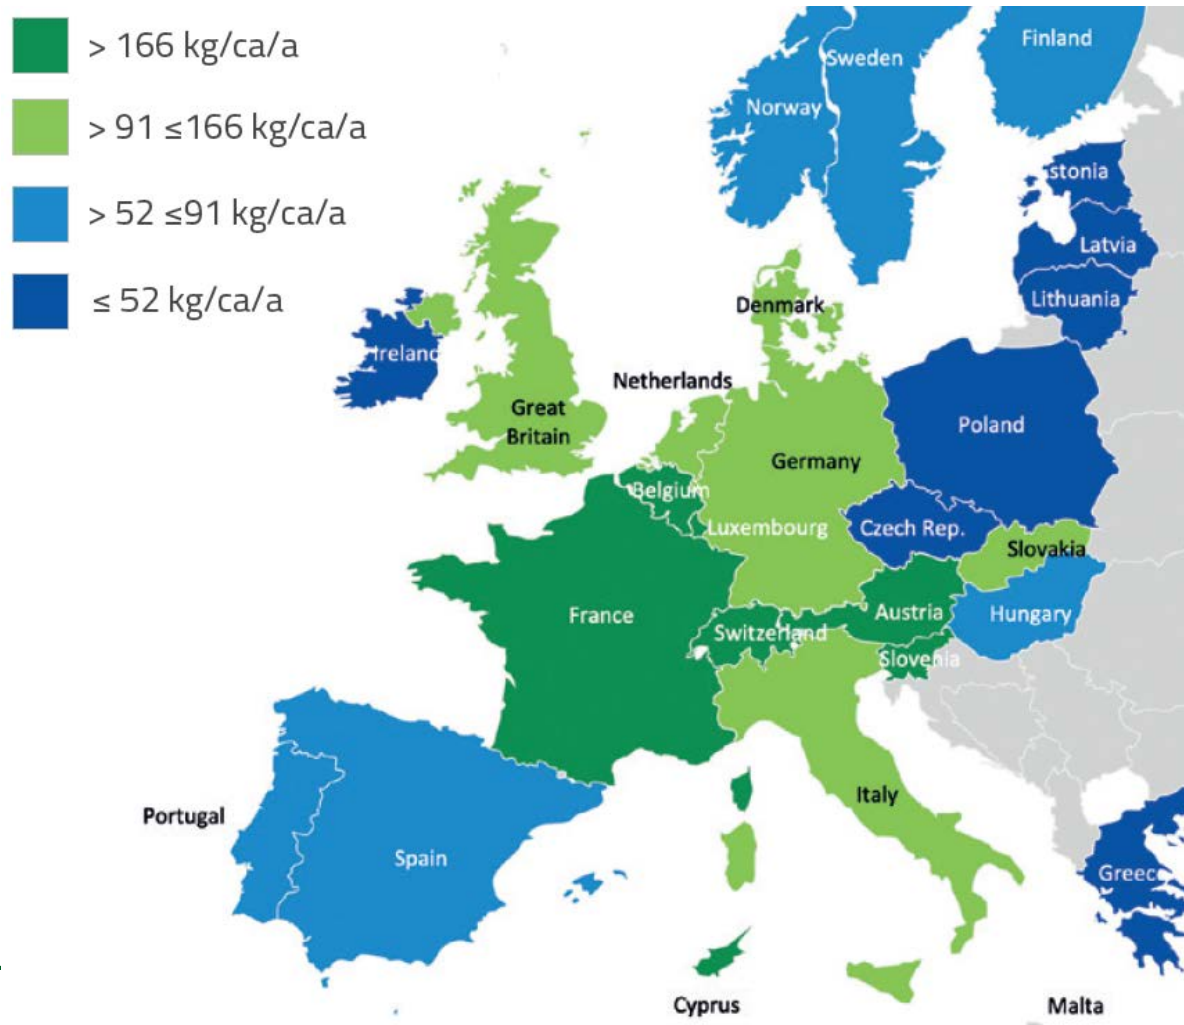 > 166 kg/ca/a
> 91 ≤166 kg/ca/a
> 52 ≤91 kg/ca/a
≤ 52 kg/ca/a
Finland
Sweden
Norway
stonia
Latvia
Lithuania
Denmark
Ireland
Netherlands
Great
Britain
Poland
Germany
Belgium
Luxembourg
Czech Rep.
Slovakia
France
Austria
Hungary
Switzerland
Slovenia
Italy
Portugal
Spain
Greec
Cyprus
Malta